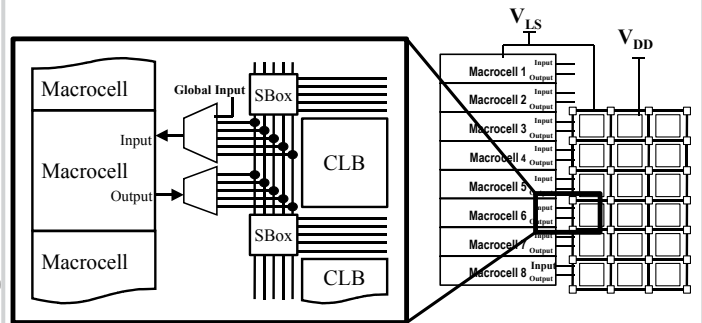 V_LS
V_DD
Macrocell
Global Input
SBox
Input
Macrocell
CLB
Output
SBox
Macrocell
CLB
Macrocell 1 Input Output
Macrocell 2 Input Output
Macrocell 3 Input Output
Macrocell 4 Input Output
Macrocell 5 Input Output
Macrocell 6 Input Output
Macrocell 7 Input Output
Macrocell 8 Input Output